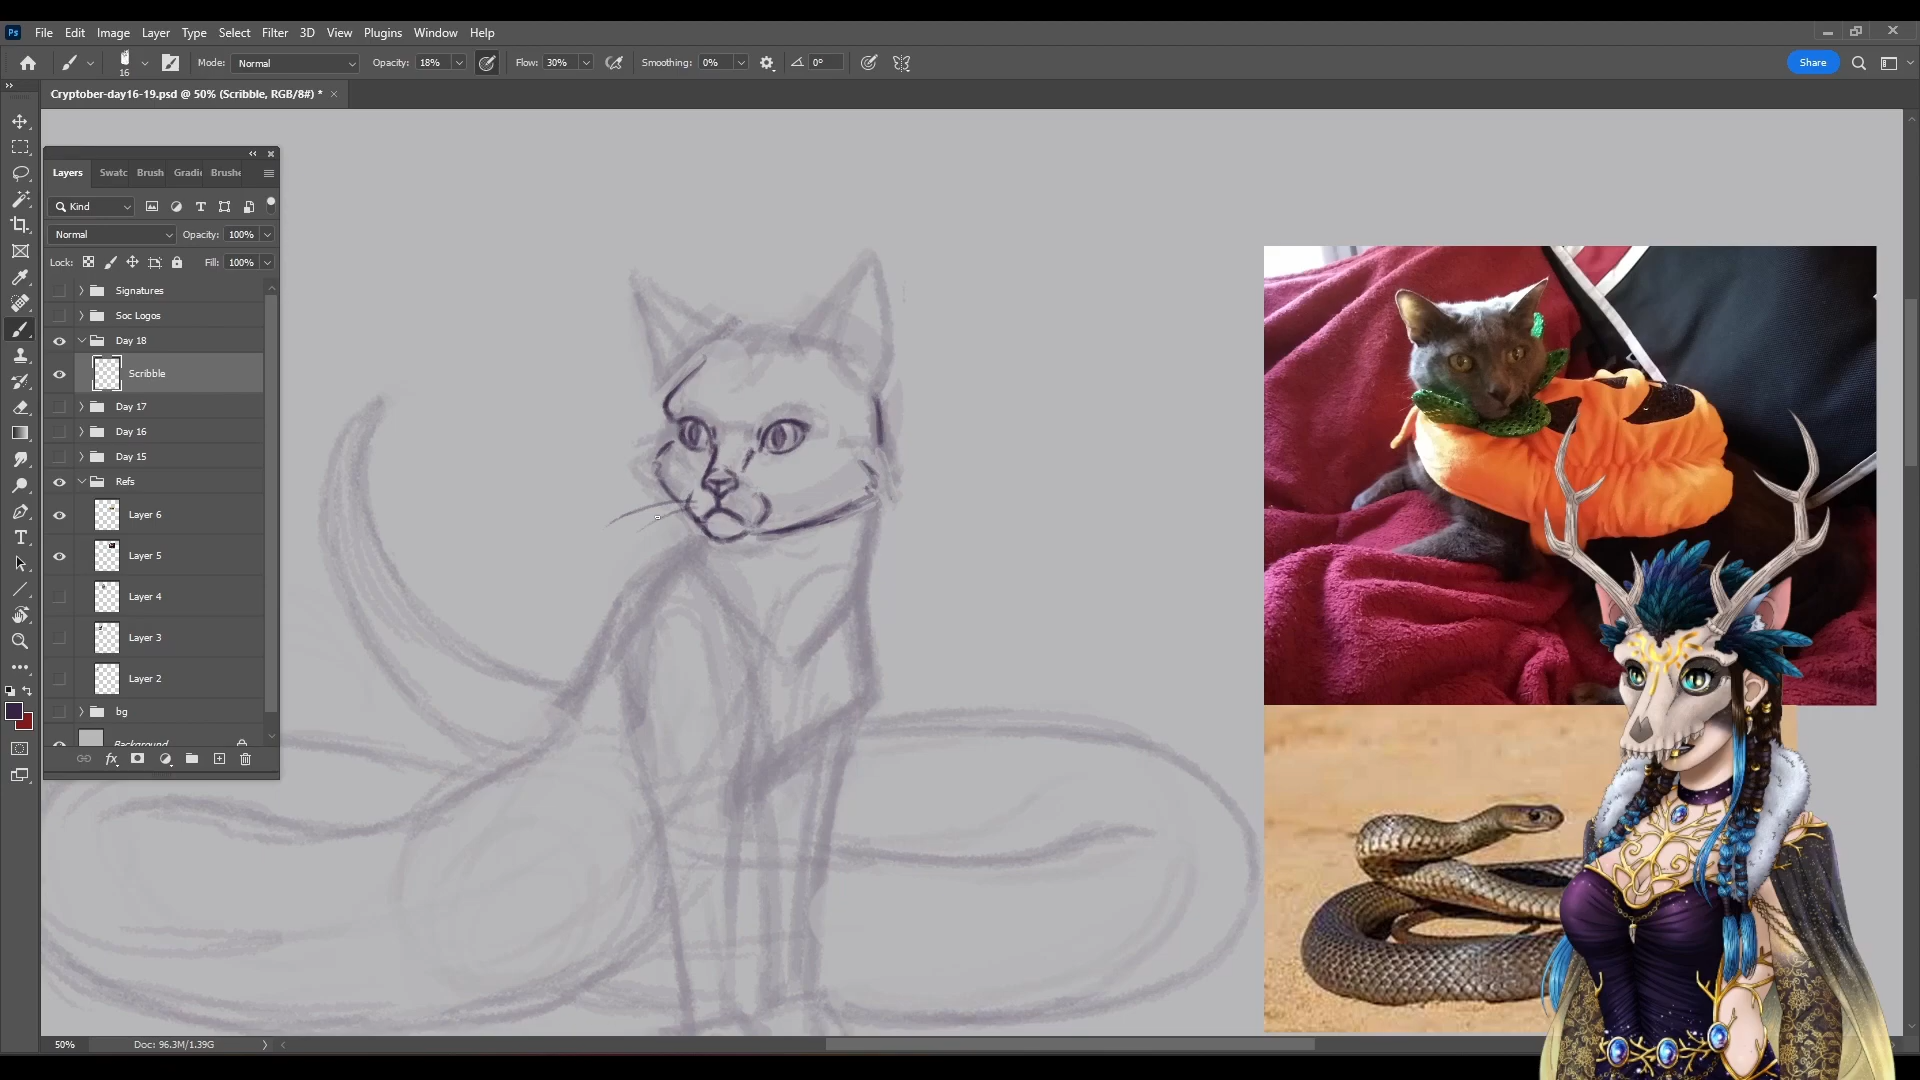 Ps File Edit Image Layer Type Select Filter 3D View Plugins Window Help
16 Mode: Normal Opacity: 18% Flow: 30% Smoothing: 0% 0° Share
Cryptober-day16-19.psd @ 50% (Scribble, RGB/8#) *
Layers Swatc Brush Gradi Brushe
Kind
Normal Opacity: 100%
Lock: Fill: 100%
Signatures
Soc Logos
Day 18
Scribble
Day 17
Day 16
Day 15
Refs
Layer 6
Layer 5
Layer 4
Layer 3
Layer 2
bg
Background
fx
50% Doc: 96.3M/1.39G